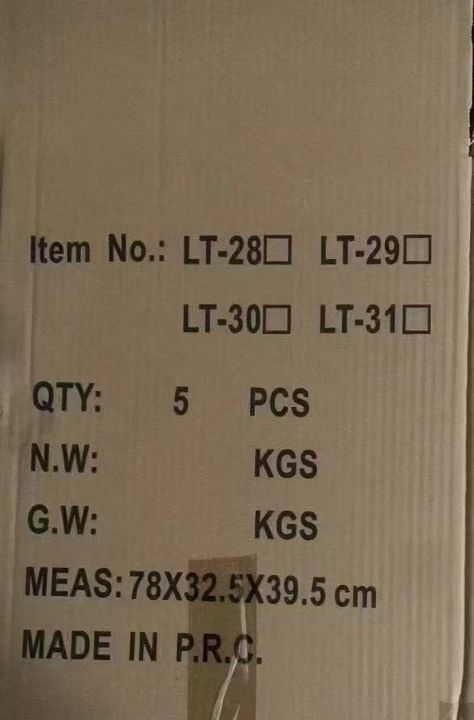 Item No.: LT-28□ LT-29□
LT-30□ LT-31□
QTY: 5 PCS
N.W: KGS
G.W: KGS
MEAS: 78X32.5X39.5 cm
MADE IN P.R.C.